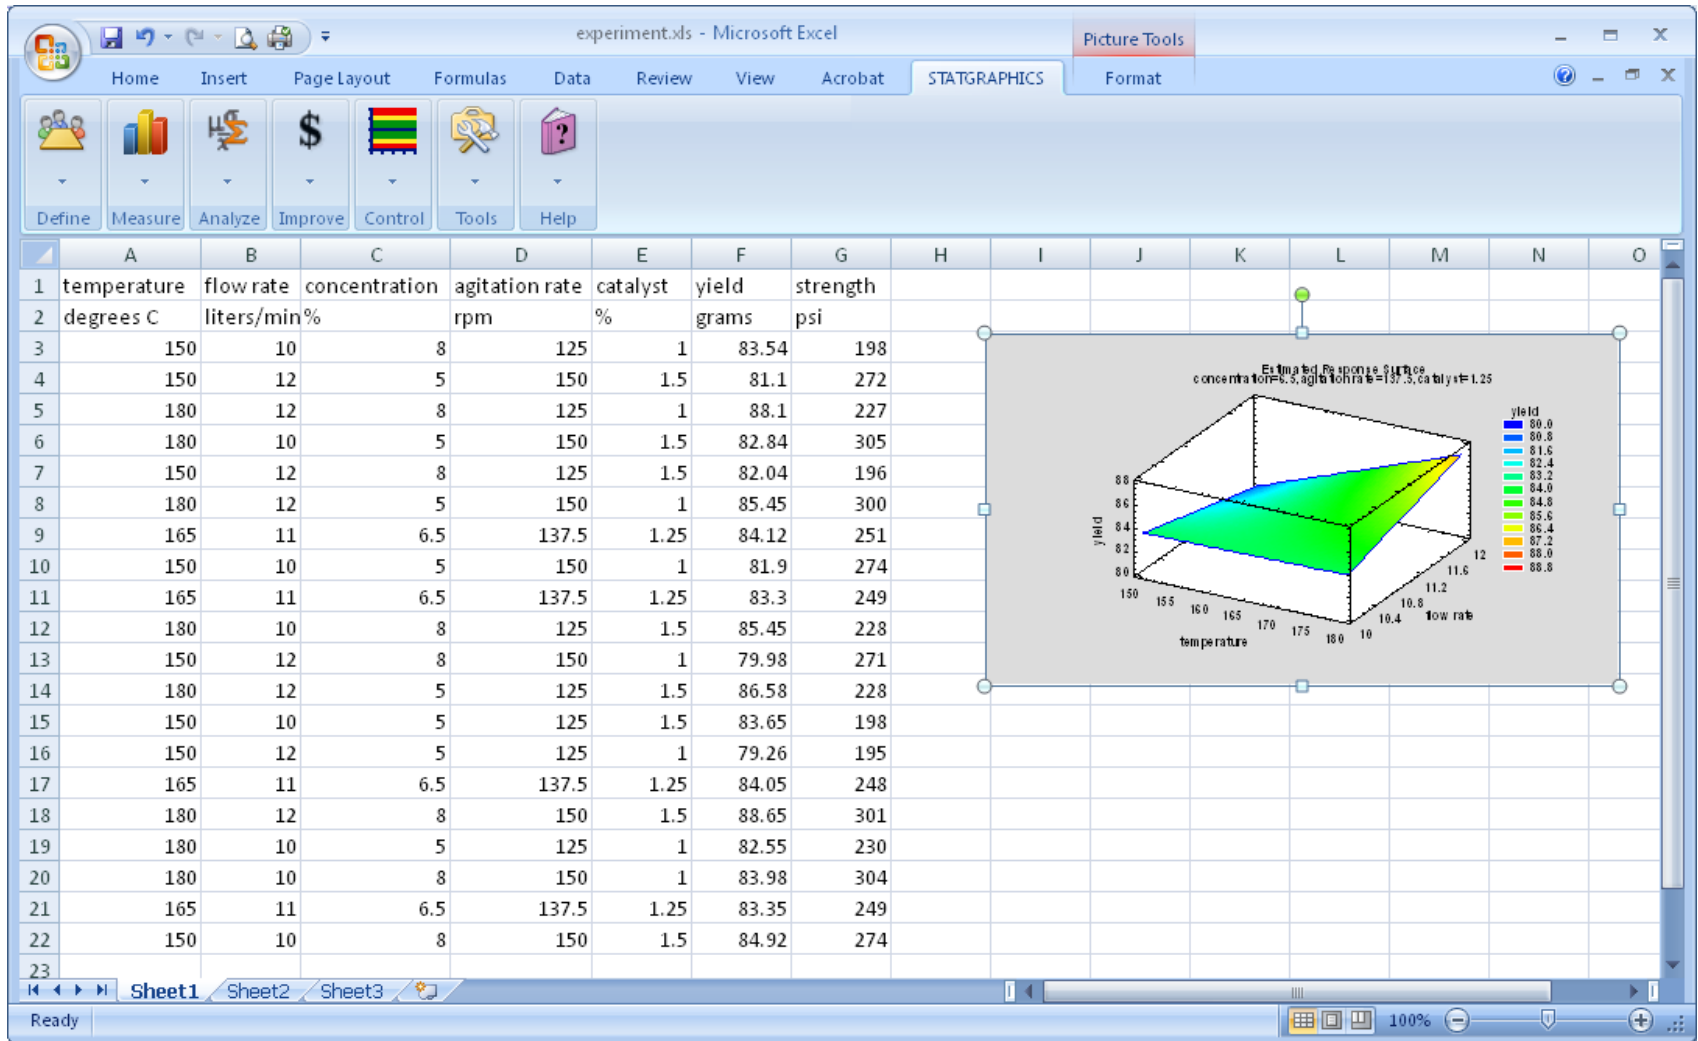 experiment.xls - Microsoft Excel
Picture Tools
Home Insert Page Layout Formulas Data Review View Acrobat STATGRAPHICS Format
Define Measure Analyze Improve Control Tools Help
A B C D E F G H I J K L M N O
1 temperature flow rate concentration agitation rate catalyst yield strength
2 degrees C liters/min % rpm % grams psi
3 150 10 8 125 1 83.54 198
4 150 12 5 150 1.5 81.1 272
5 180 12 8 125 1 88.1 227
6 180 10 5 150 1.5 82.84 305
7 150 12 8 125 1.5 82.04 196
8 180 12 5 150 1 85.45 300
9 165 11 6.5 137.5 1.25 84.12 251
10 150 10 5 150 1 81.9 274
11 165 11 6.5 137.5 1.25 83.3 249
12 180 10 8 125 1.5 85.45 228
13 150 12 8 150 1 79.98 271
14 180 12 5 125 1.5 86.58 228
15 150 10 5 125 1.5 83.65 198
16 150 12 5 125 1 79.26 195
17 165 11 6.5 137.5 1.25 84.05 248
18 180 12 8 150 1.5 88.65 301
19 180 10 5 125 1 82.55 230
20 180 10 8 150 1 83.98 304
21 165 11 6.5 137.5 1.25 83.35 249
22 150 10 8 150 1.5 84.92 274
23
Estimated Response Surface
concentration=6.5,agitation rate=137.5,catalyst=1.25
yield
80.0
80.8
81.6
82.4
83.2
84.0
84.8
85.6
86.4
87.2
88.0
88.8
88
86
84
82
80
yield
150 155 160 165 170 175 180
temperature
10 10.4 10.8 11.2 11.6 12
flow rate
Sheet1 Sheet2 Sheet3
Ready
100%